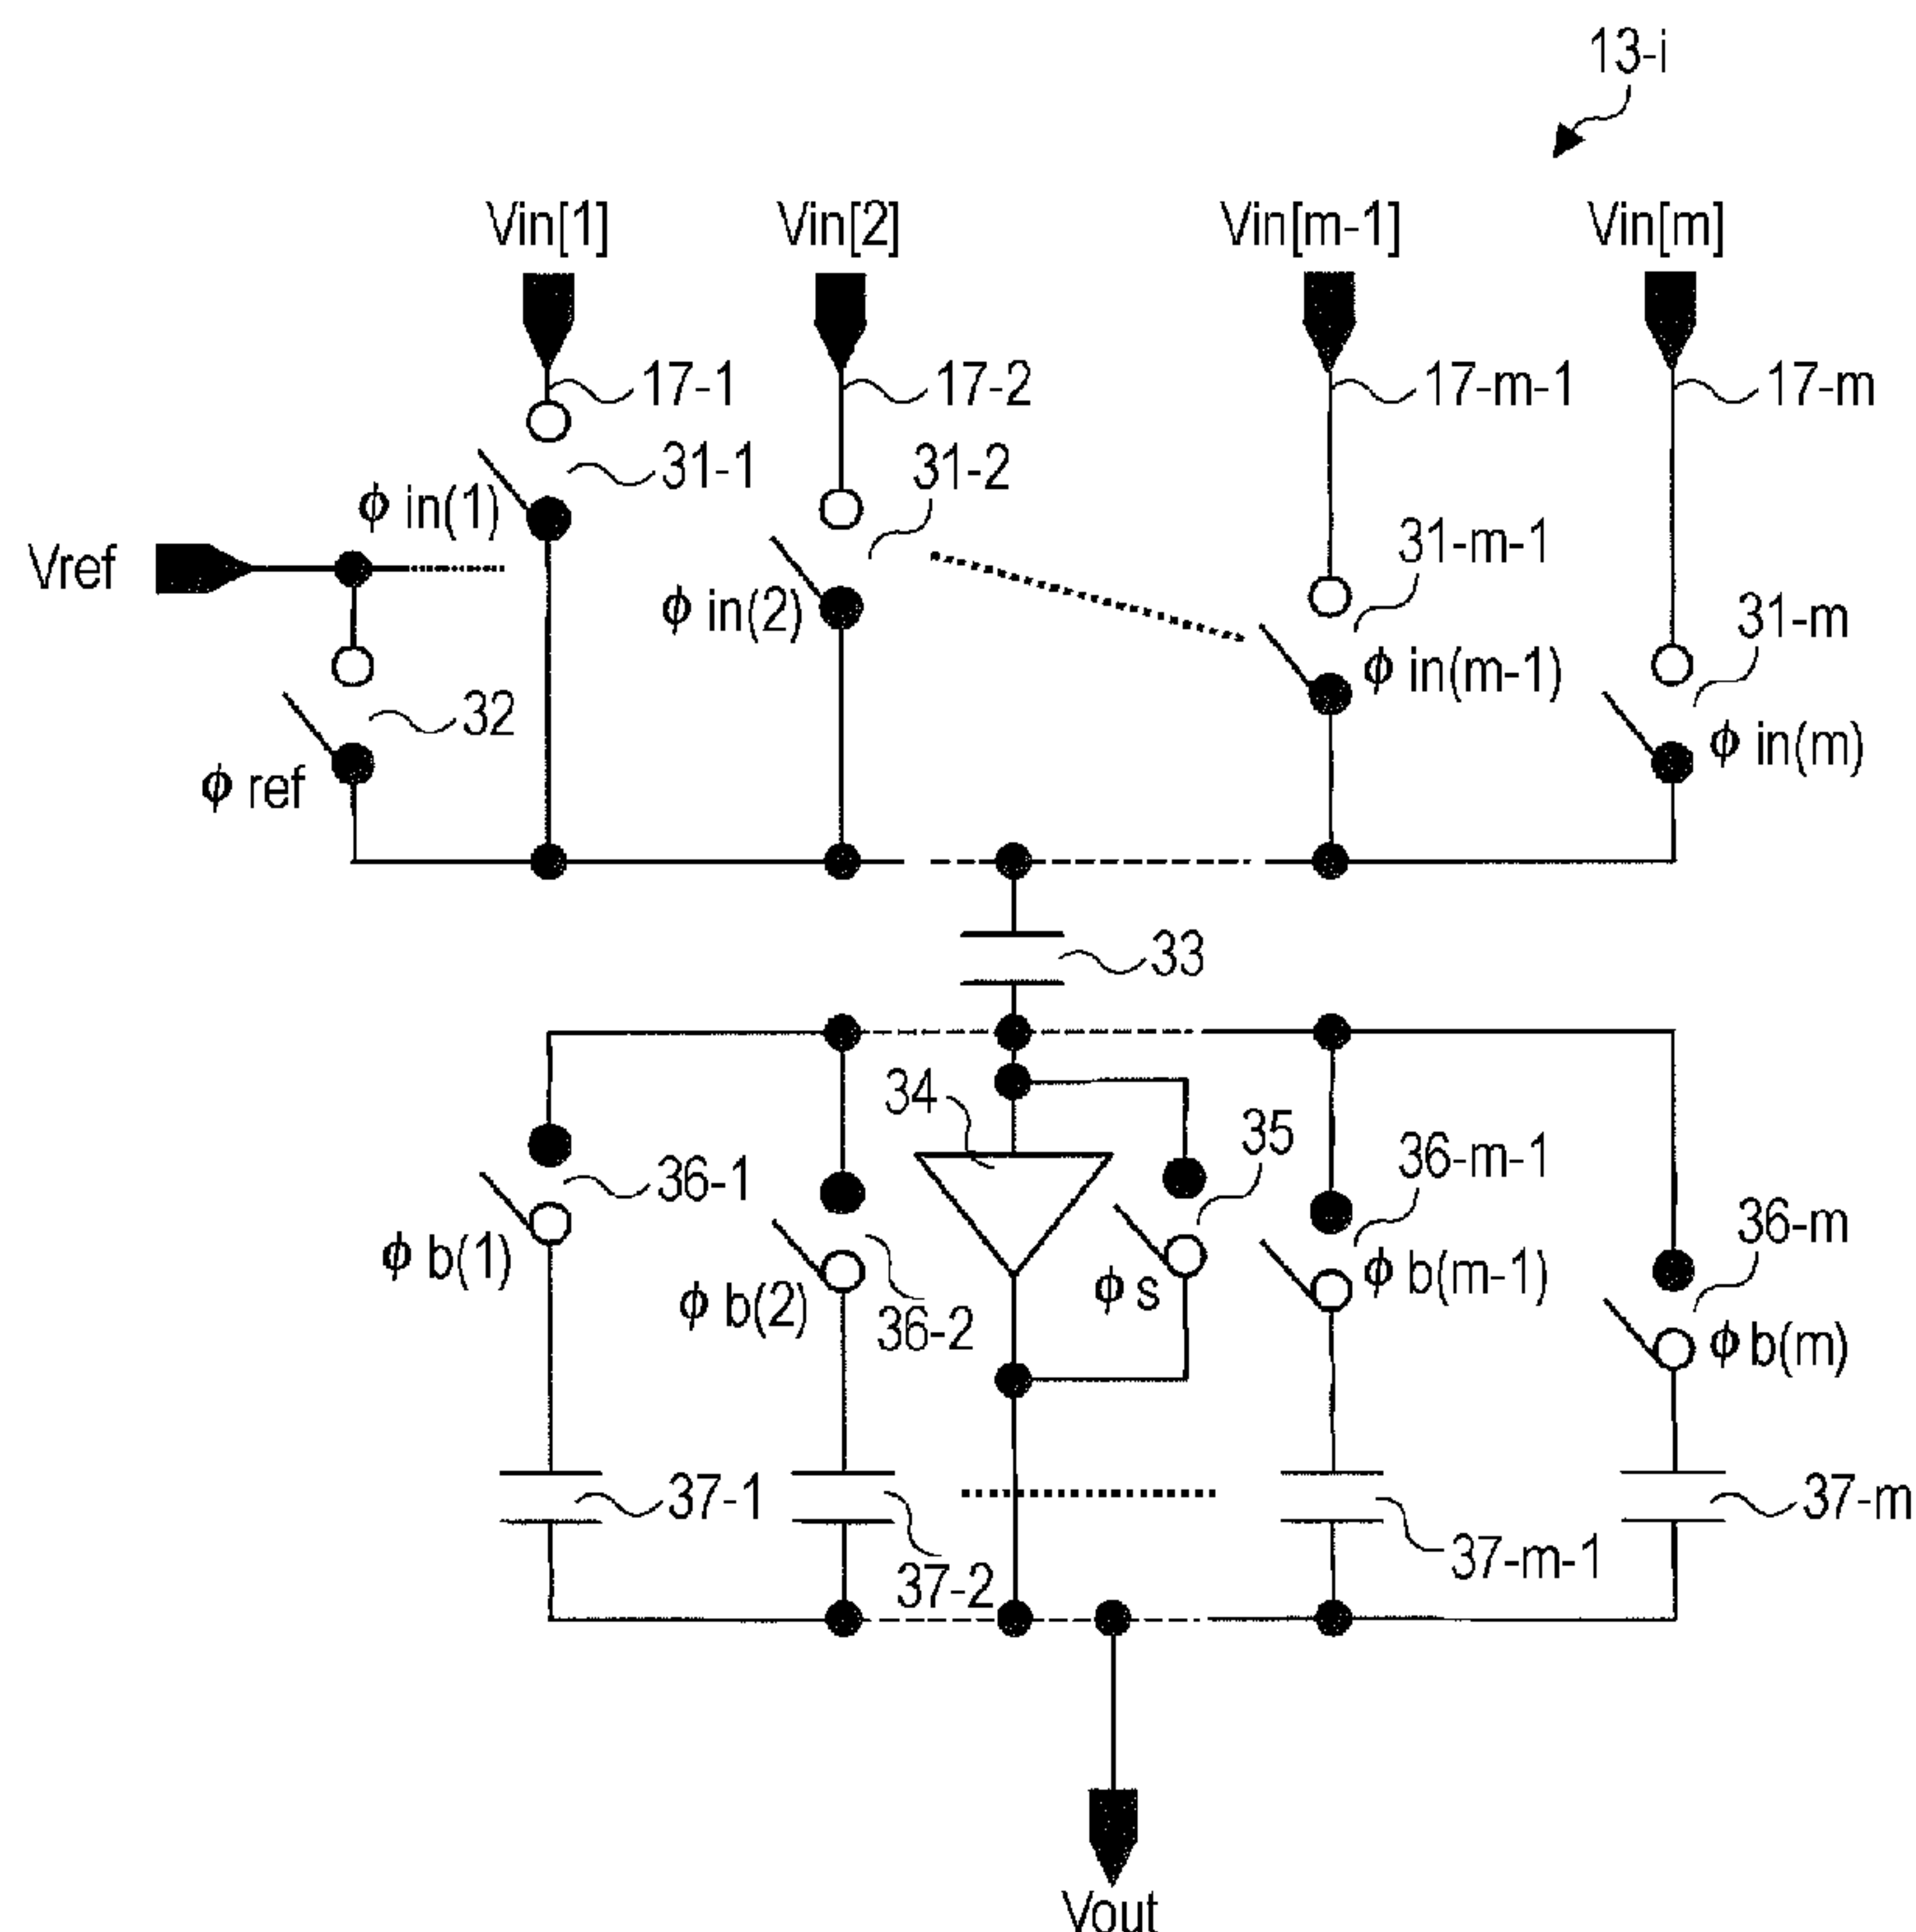 13-i
Vin[1]
Vin[2]
Vin[m-1]
Vin[m]
17-1
17-2
17-m-1
17-m
31-1
31-2
ϕ in(1)
31-m-1
Vref
ϕ in(2)
31-m
ϕ in(m-1)
32
ϕ in(m)
ϕ ref
33
34
35
36-m-1
36-1
36-m
ϕ b(1)
ϕ b(2)
ϕ s
ϕ b(m-1)
36-2
ϕ b(m)
37-1
37-m
37-2
37-m-1
Vout